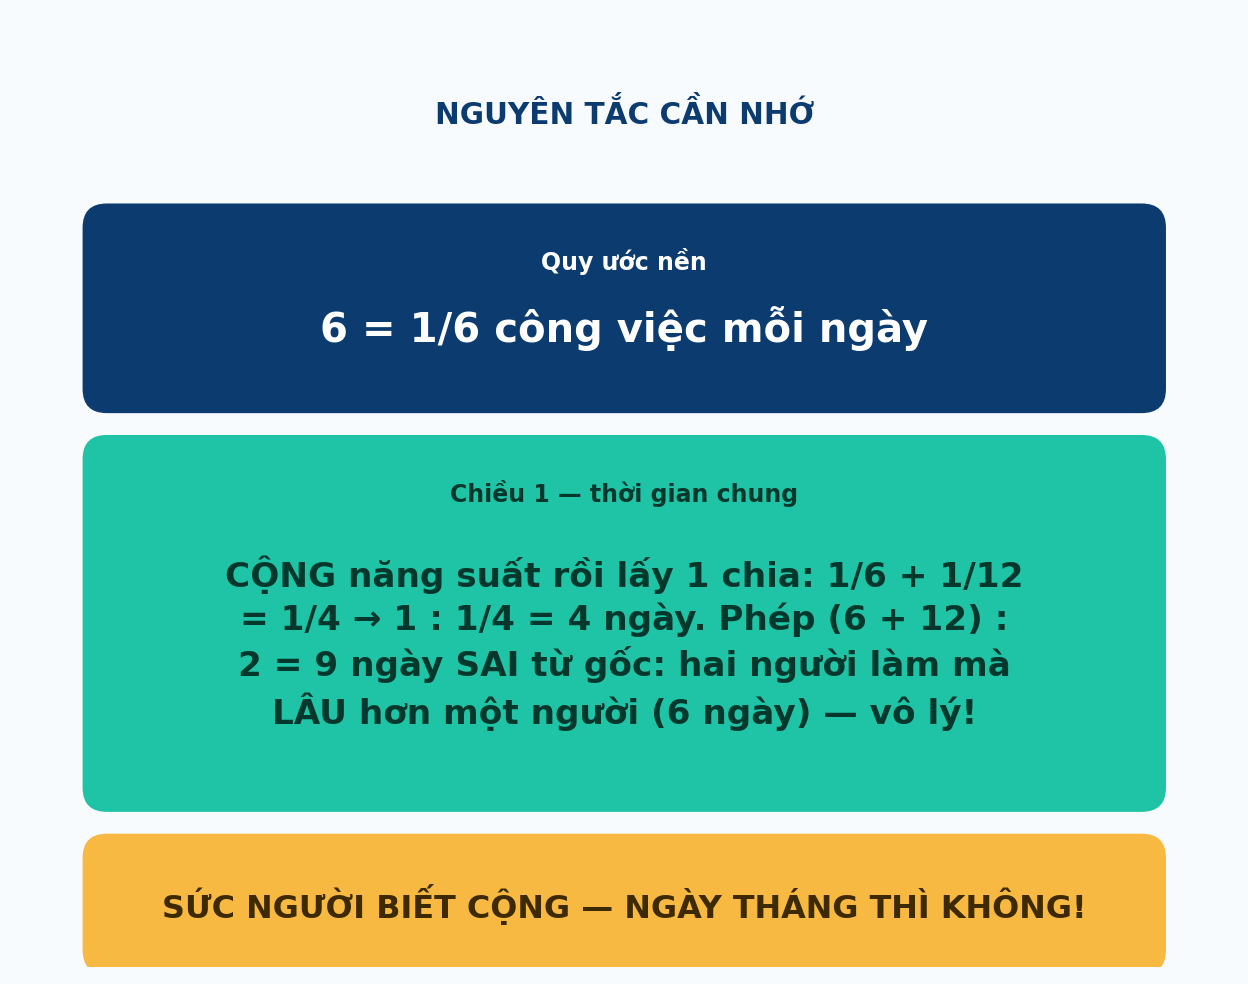 NGUYÊN TẮC CẦN NHỚ
Quy ước nền
6 = 1/6 công việc mỗi ngày
Chiều 1 — thời gian chung
CỘNG năng suất rồi lấy 1 chia: 1/6 + 1/12
= 1/4 → 1 : 1/4 = 4 ngày. Phép (6 + 12) :
2 = 9 ngày SAI từ gốc: hai người làm mà
LÂU hơn một người (6 ngày) — vô lý!
SỨC NGƯỜI BIẾT CỘNG — NGÀY THÁNG THÌ KHÔNG!